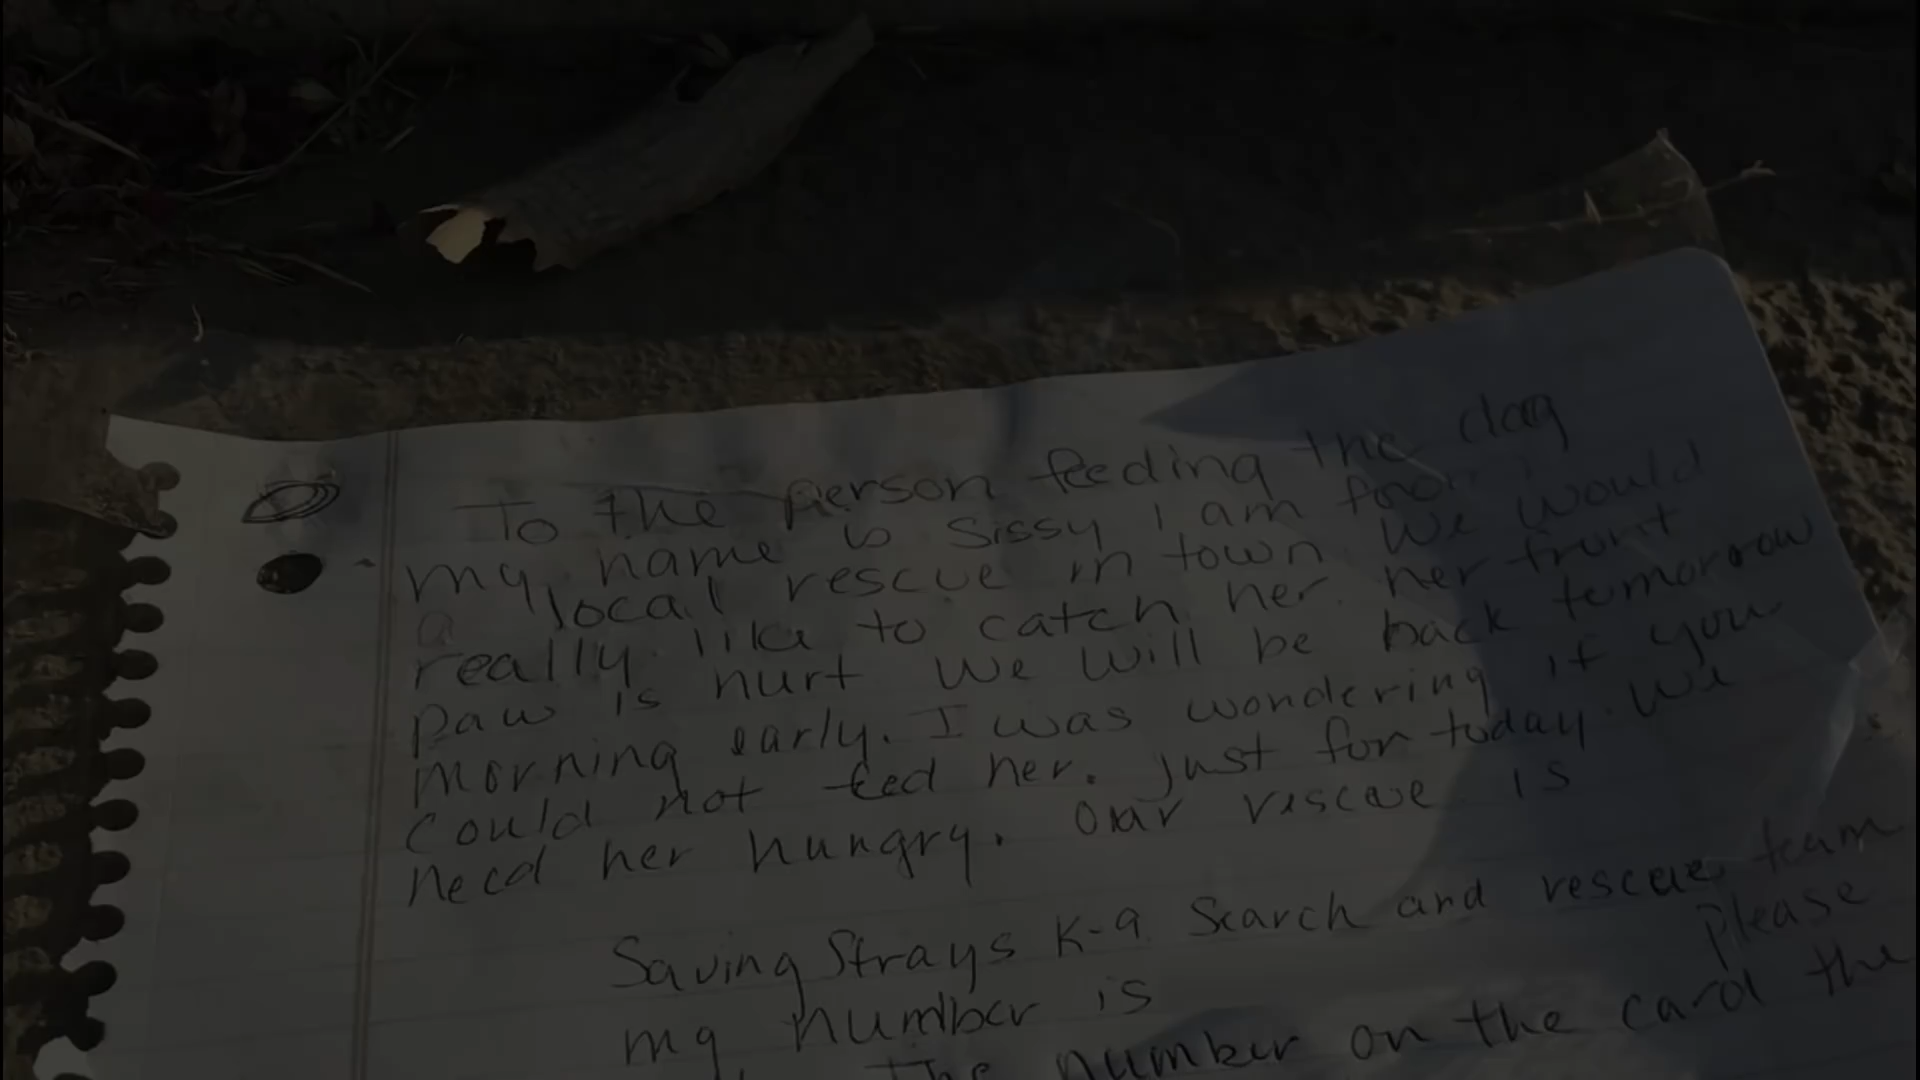 To the person feeding the dog
my name is Sissy I am from
a local rescue in town. We would
really like to catch her. her front
paw is hurt We will be back tomorrow
morning early. I was wondering if you
could not feed her. just for today. We
need her hungry. Our rescue is
Saving Strays K-9 Search and rescue team
my number is Please
the number on the card the